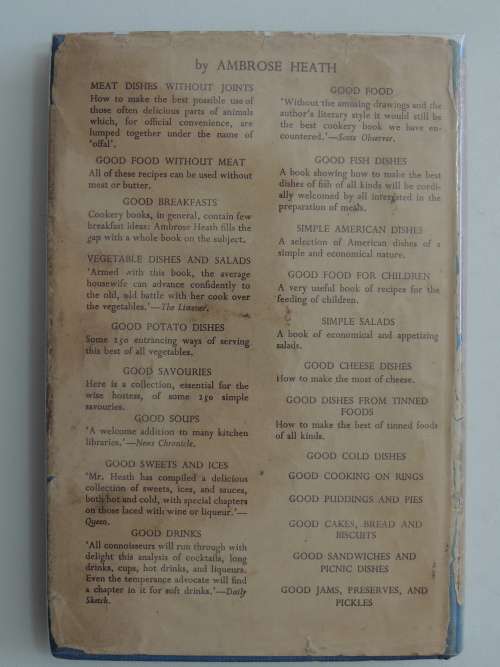 by AMBROSE HEATH
MEAT DISHES WITHOUT JOINTS
How to make the best possible use of
those often delicious parts of animals
which, for official convenience, are
lumped together under the name of
'offal'.
GOOD FOOD WITHOUT MEAT
All of these recipes can be used without
meat or butter.
GOOD BREAKFASTS
Cookery books, in general, contain few
breakfast ideas: Ambrose Heath fills the
gap with a whole book on the subject.
VEGETABLE DISHES AND SALADS
'Armed with this book, the average
housewife can advance confidently to
the old, old battle with her cook over
the vegetables.'—The Listener.
GOOD POTATO DISHES
Some 250 entrancing ways of serving
this best of all vegetables.
GOOD SAVOURIES
Here is a collection, essential for the
wise hostess, of some 250 simple
savouries.
GOOD SOUPS
'A welcome addition to many kitchen
libraries.'—News Chronicle.
GOOD SWEETS AND ICES
'Mr. Heath has compiled a delicious
collection of sweets, ices, and sauces,
both hot and cold, with special chapters
on those laced with wine or liqueur.'—
Queen.
GOOD DRINKS
'All connoisseurs will run through with
delight this analysis of cocktails, long
drinks, cups, hot drinks, and liqueurs.
Even the temperance advocate will find
a chapter in it for soft drinks.'—Daily
Sketch.
GOOD FOOD
'Without the amusing drawings and the
author's literary style it would still be
the best cookery book we have en-
countered.'—Scots Observer.
GOOD FISH DISHES
A book showing how to make the best
dishes of fish of all kinds will be cordi-
ally welcomed by all interested in the
preparation of meals.
SIMPLE AMERICAN DISHES
A selection of American dishes of a
simple and economical nature.
GOOD FOOD FOR CHILDREN
A very useful book of recipes for the
feeding of children.
SIMPLE SALADS
A book of economical and appetizing
salads.
GOOD CHEESE DISHES
How to make the most of cheese.
GOOD DISHES FROM TINNED
FOODS
How to make the best of tinned foods
of all kinds.
GOOD COLD DISHES
GOOD COOKING ON RINGS
GOOD PUDDINGS AND PIES
GOOD CAKES, BREAD AND
BISCUITS
GOOD SANDWICHES AND
PICNIC DISHES
GOOD JAMS, PRESERVES, AND
PICKLES